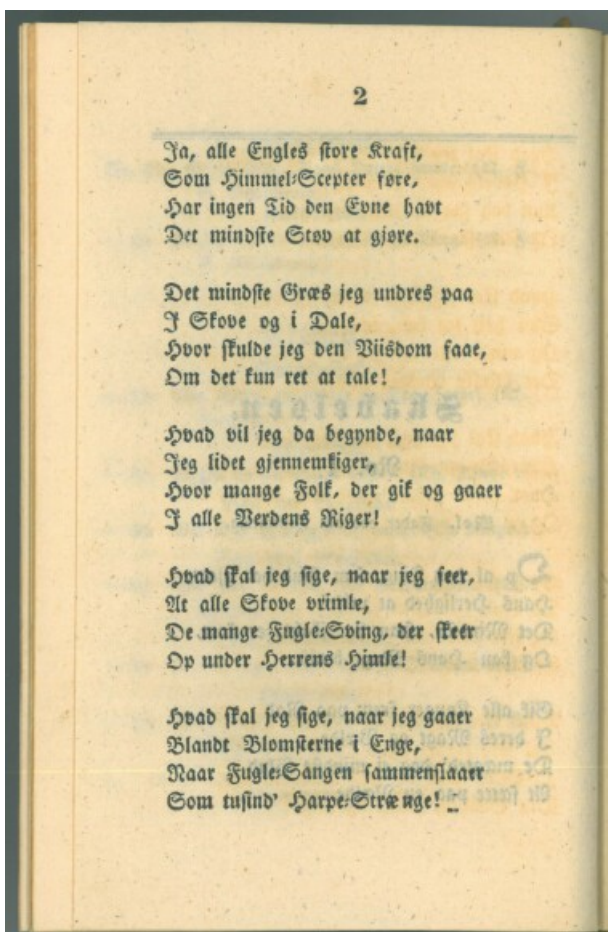 2
Ja, alle Engles store Kraft,
Som Himmel-Scepter føre,
Har ingen Tid den Evne havt
Det mindste Støv at gjøre.
Det mindste Græs jeg undres paa
I Skove og i Dale,
Hvor skulde jeg den Viisdom faae,
Om det kun ret at tale!
Hvad vil jeg da begynde, naar
Jeg lidet gjennemkiger,
Hvor mange Folk, der gik og gaaer
I alle Verdens Riger!
Hvad skal jeg sige, naar jeg seer,
At alle Skove vrimle,
De mange Fugle-Sving, der skeer
Op under Herrens Himle!
Hvad skal jeg sige, naar jeg gaaer
Blandt Blomsterne i Enge,
Naar Fugle-Sangen sammenslaaer
Som tusind' Harpe-Strænge!